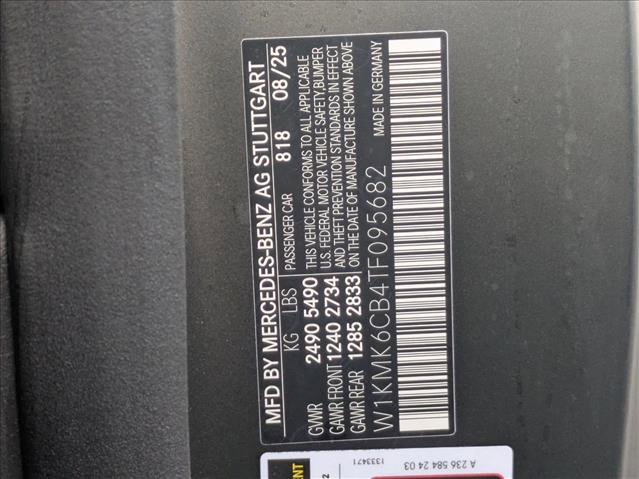 MFD BY MERCEDES-BENZ AG STUTTGART
KG LBS PASSENGER CAR 818 08/25
GVWR 2490 5490 THIS VEHICLE CONFORMS TO ALL APPLICABLE
U.S. FEDERAL MOTOR VEHICLE SAFETY, BUMPER
GAWR FRONT 1240 2734 AND THEFT PREVENTION STANDARDS IN EFFECT
GAWR REAR 1285 2833 ON THE DATE OF MANUFACTURE SHOWN ABOVE
W1KMK6CB4TF095682 MADE IN GERMANY
A 236 584 24 03
1333471